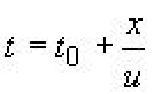 t = t₀ + x/u